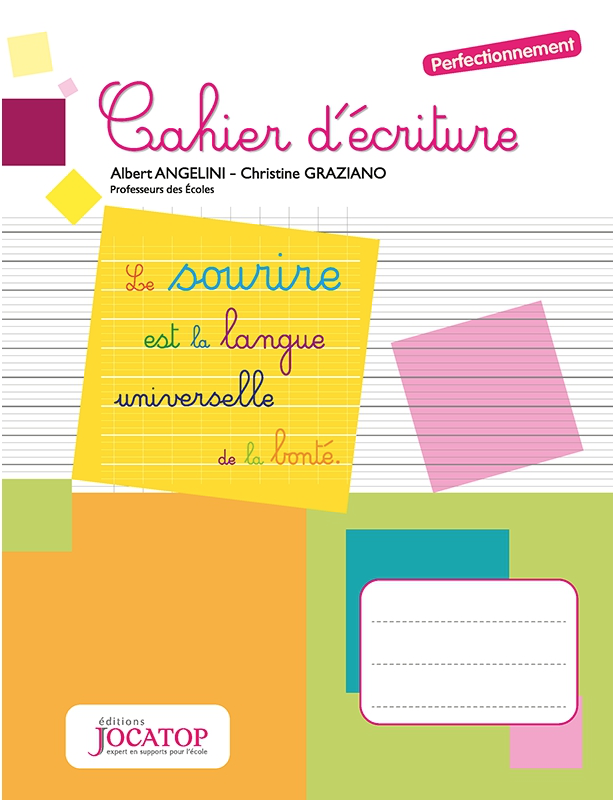 Perfectionnement
Cahier d'écriture
Albert ANGELINI – Christine GRAZIANO
Professeurs des Écoles
Le sourire
est la langue
universelle
de la bonté.
éditions
JOCATOP
expert en supports pour l'école